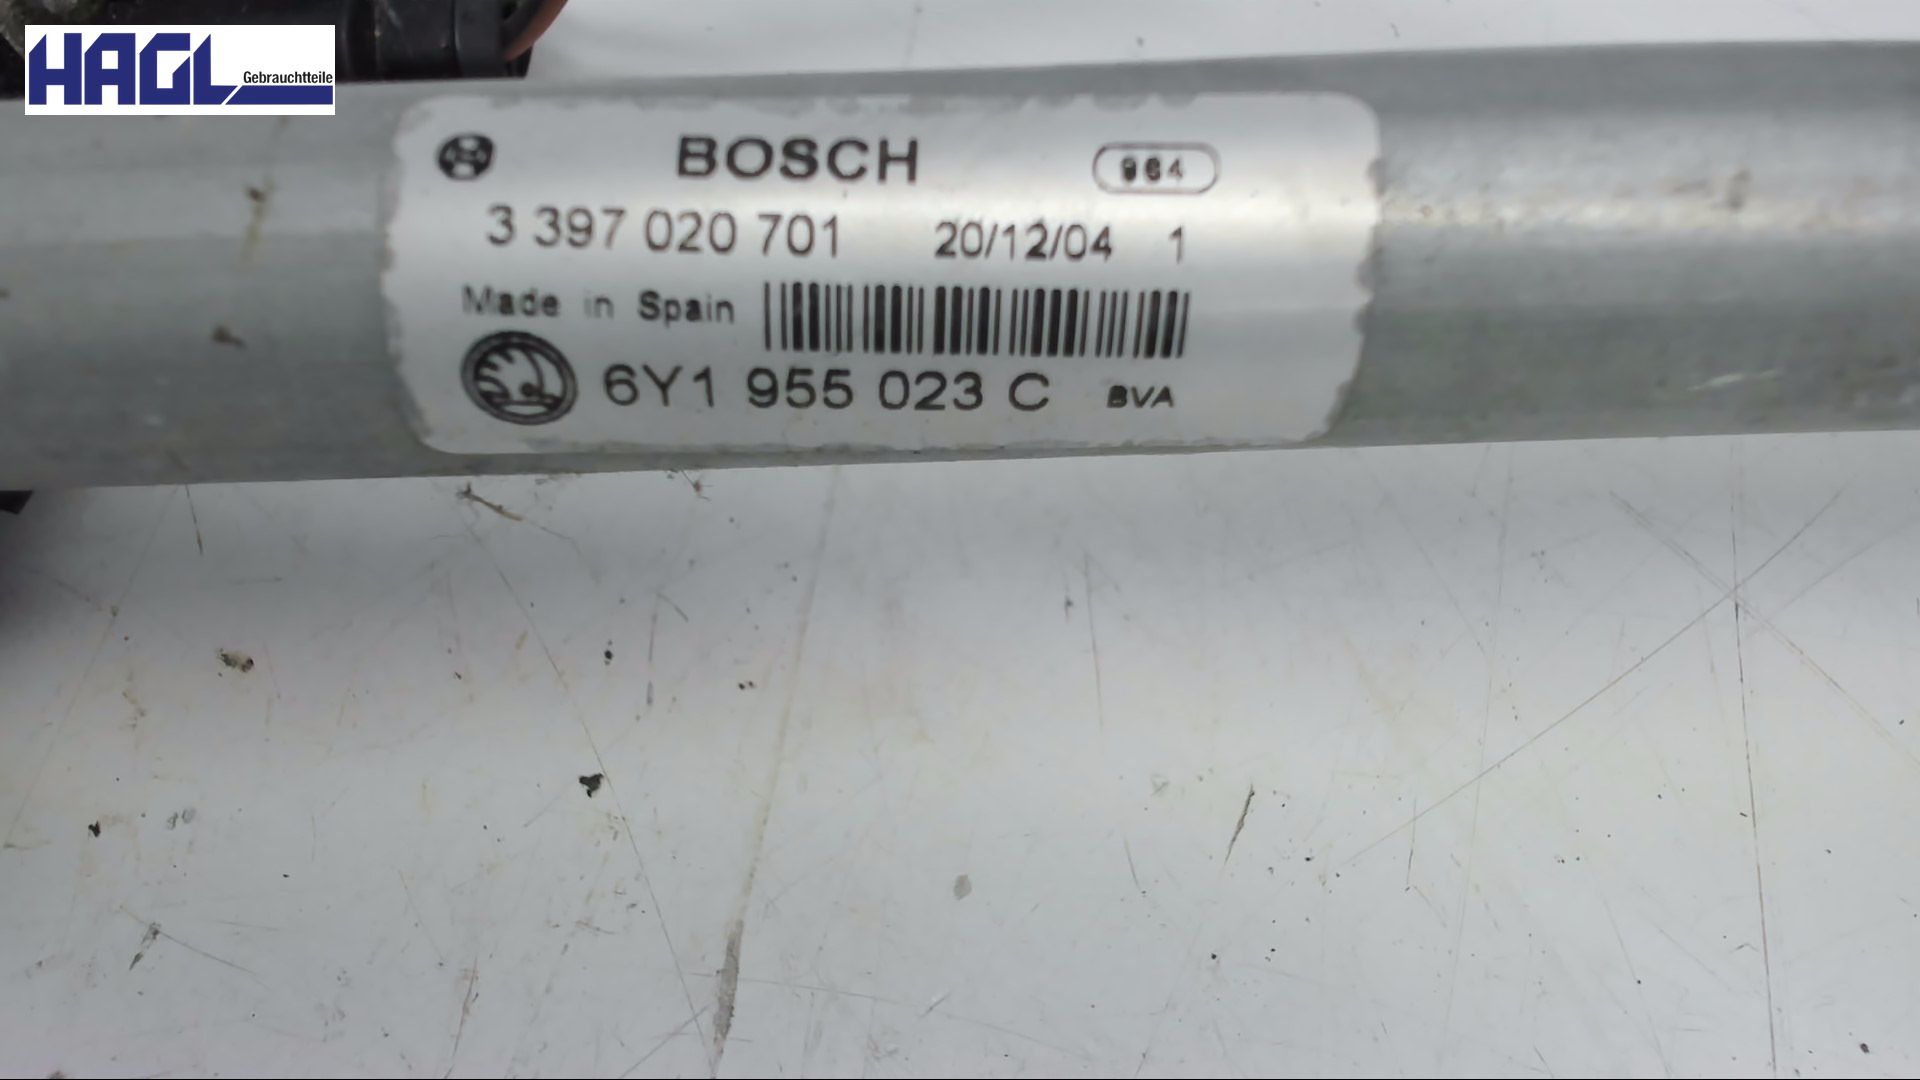 HAGL
Gebrauchtteile
BOSCH 964
3 397 020 701 20/12/04 1
Made in Spain
6Y1 955 023 C BVA